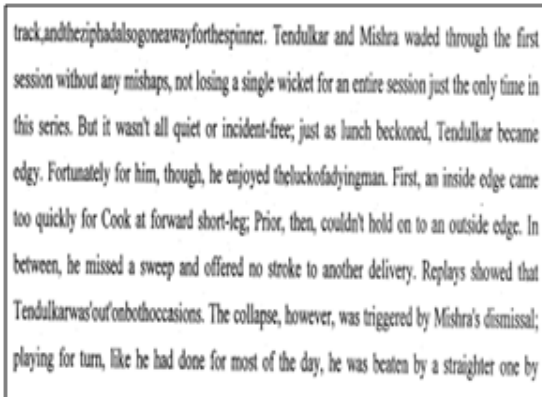 track,andtheziphadalsogoneawayforthespinner. Tendulkar and Mishra waded through the first
session without any mishaps, not losing a single wicket for an entire session just the only time in
this series. But it wasn't all quiet or incident-free; just as lunch beckoned, Tendulkar became
edgy. Fortunately for him, though, he enjoyed theluckofadyingman. First, an inside edge came
too quickly for Cook at forward short-leg; Prior, then, couldn't hold on to an outside edge. In
between, he missed a sweep and offered no stroke to another delivery. Replays showed that
Tendulkarwas'out'onbothoccasions. The collapse, however, was triggered by Mishra's dismissal;
playing for turn, like he had done for most of the day, he was beaten by a straighter one by